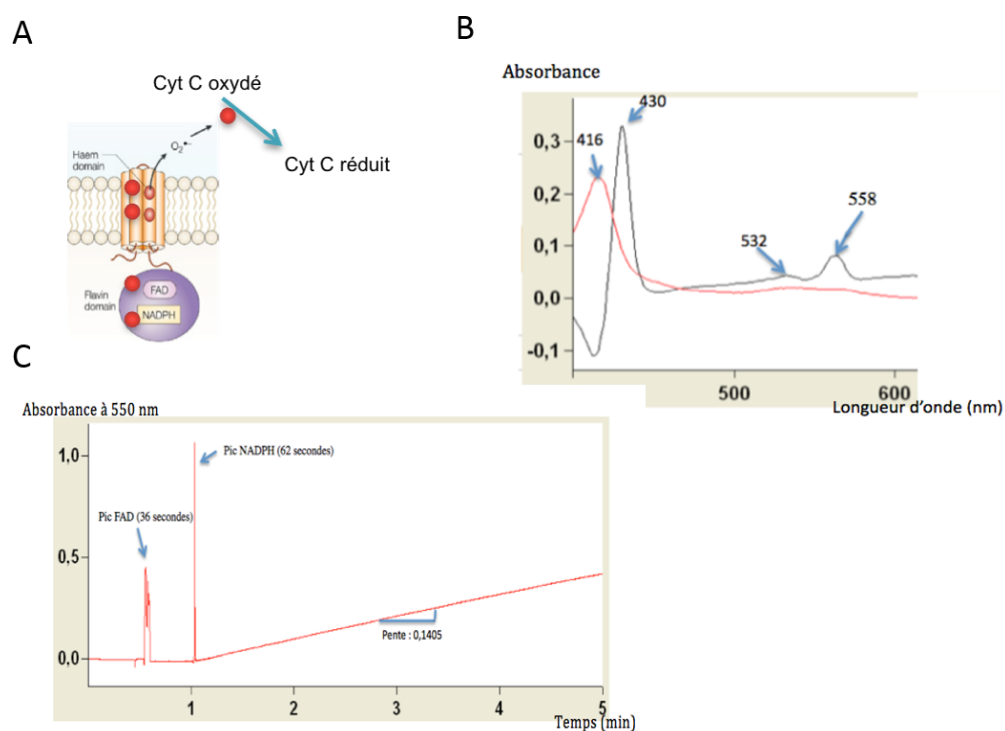 A
Cyt C oxydé
O₂•−
Haem
domain
Cyt C réduit
Flavin
domain
FAD
NADPH
B
Absorbance
430
416
532
558
0,3
0,2
0,1
0,0
-0,1
500
600
Longueur d'onde (nm)
C
Absorbance à 550 nm
1,0
0,5
0,0
Pic NADPH (62 secondes)
Pic FAD (36 secondes)
Pente : 0,1405
1
2
3
4
5
Temps (min)